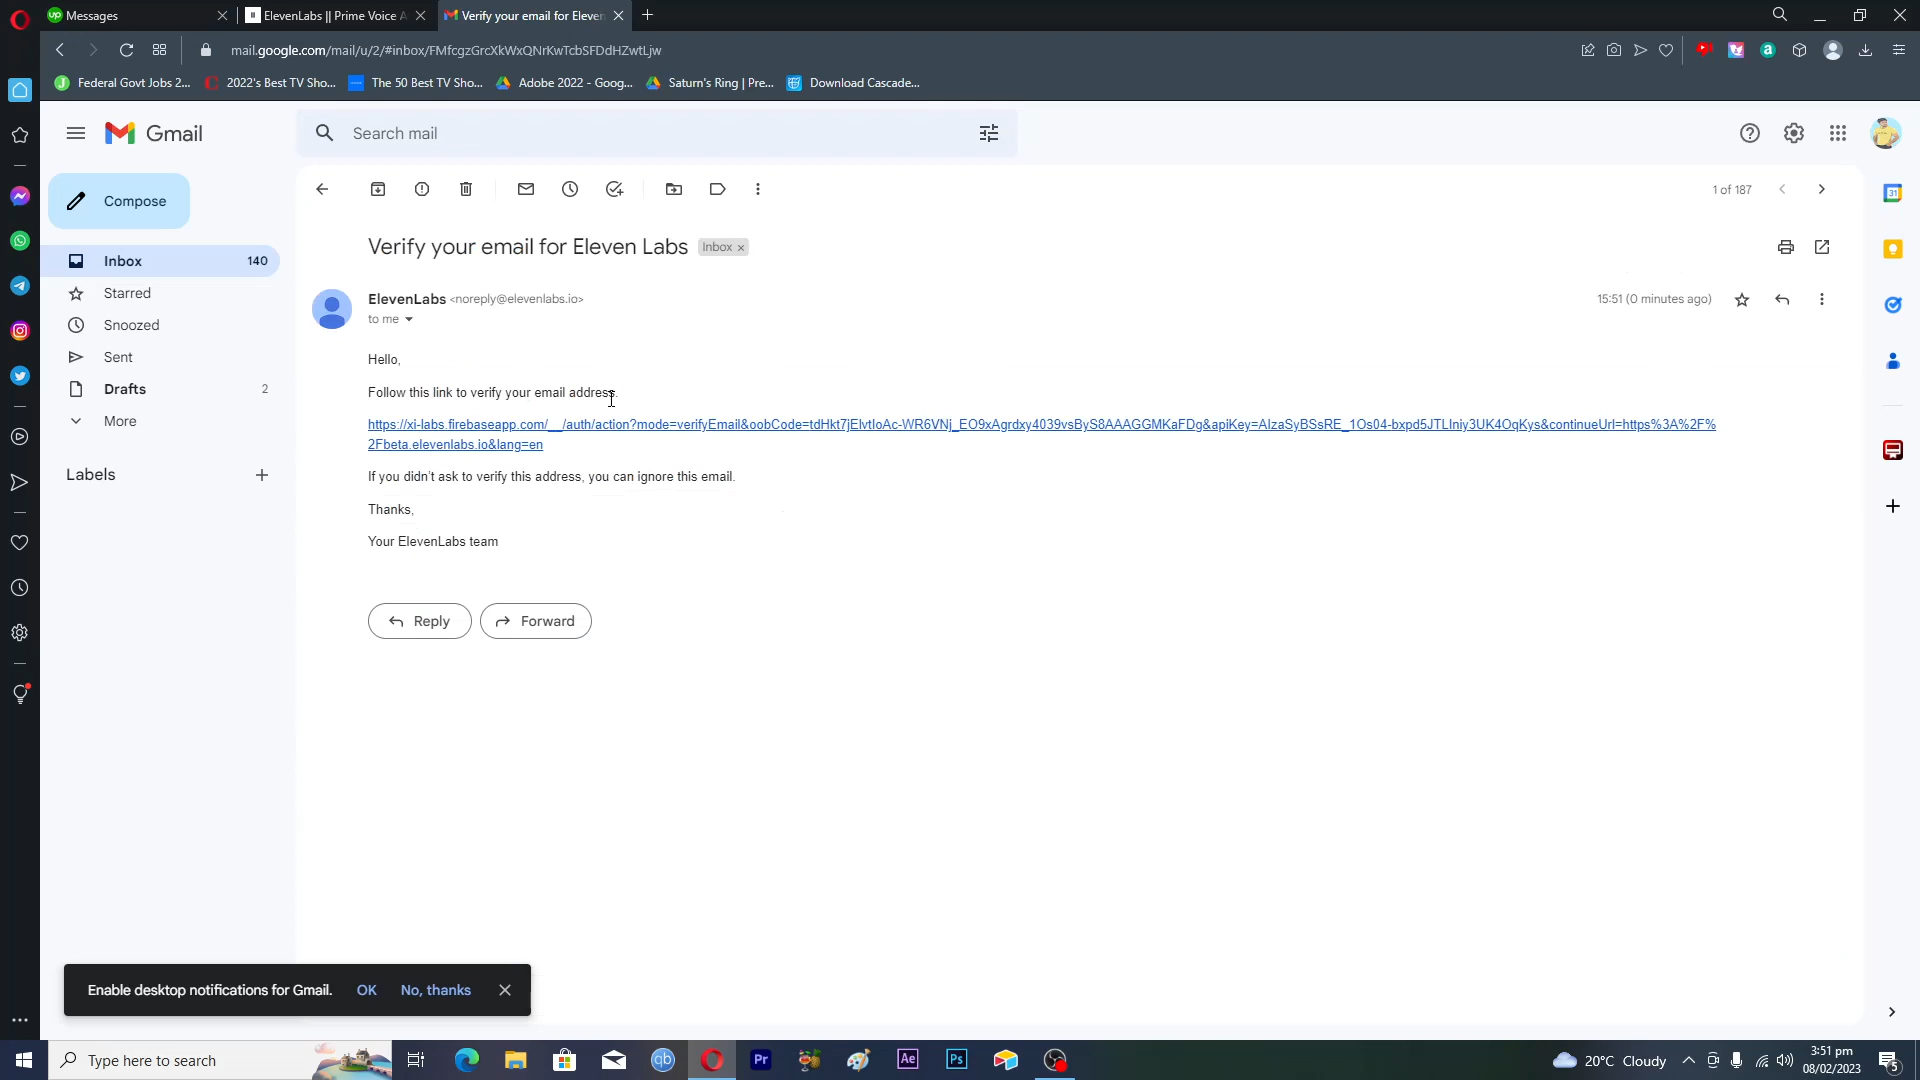 Messages
ElevenLabs || Prime Voice A
Verify your email for Eleven
mail.google.com/mail/u/2/#inbox/FMfcgzGrcXkWxQNrKwTcbSFDdHZwtLjw
Federal Govt Jobs 2...
2022's Best TV Sho...
The 50 Best TV Sho...
Adobe 2022 - Goog...
Saturn's Ring | Pre...
Download Cascade...
Gmail
Search mail
Compose
1 of 187
Verify your email for Eleven Labs
Inbox ×
Inbox 140
Starred
Snoozed
Sent
Drafts 2
More
Labels
ElevenLabs <noreply@elevenlabs.io>
15:51 (0 minutes ago)
to me
Hello,
Follow this link to verify your email address.
https://xi-labs.firebaseapp.com/__/auth/action?mode=verifyEmail&oobCode=tdHkt7jElvtIoAc-WR6VNj_EO9xAgrdxy4039vsByS8AAAGGMKaFDg&apiKey=AIzaSyBSsRE_1Os04-bxpd5JTLIniy3UK4OqKys&continueUrl=https%3A%2F%
2Fbeta.elevenlabs.io&lang=en
If you didn't ask to verify this address, you can ignore this email.
Thanks,
Your ElevenLabs team
Reply
Forward
Enable desktop notifications for Gmail. OK No, thanks
Type here to search
20°C Cloudy
3:51 pm
08/02/2023
5